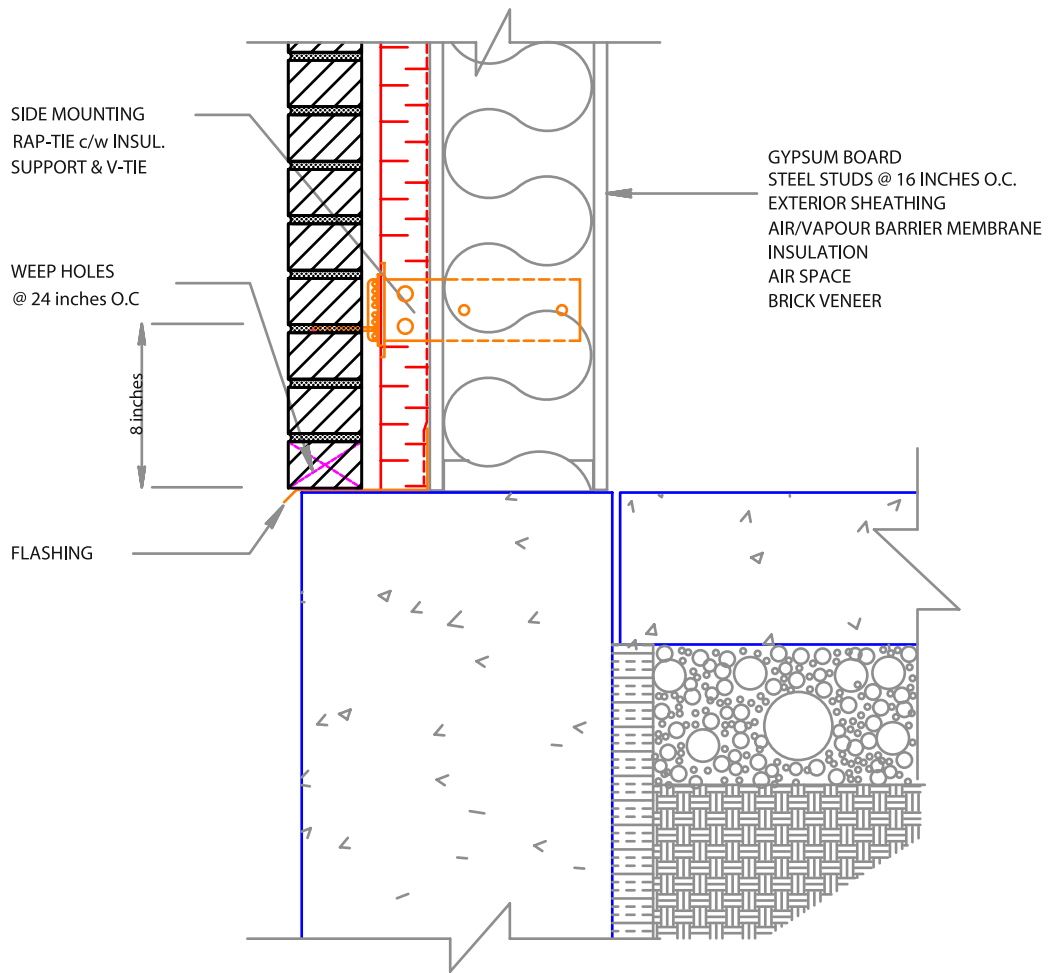 SIDE MOUNTING
RAP-TIE c/w INSUL.
SUPPORT & V-TIE
WEEP HOLES
@ 24 inches O.C
8 inches
FLASHING
GYPSUM BOARD
STEEL STUDS @ 16 INCHES O.C.
EXTERIOR SHEATHING
AIR/VAPOUR BARRIER MEMBRANE
INSULATION
AIR SPACE
BRICK VENEER